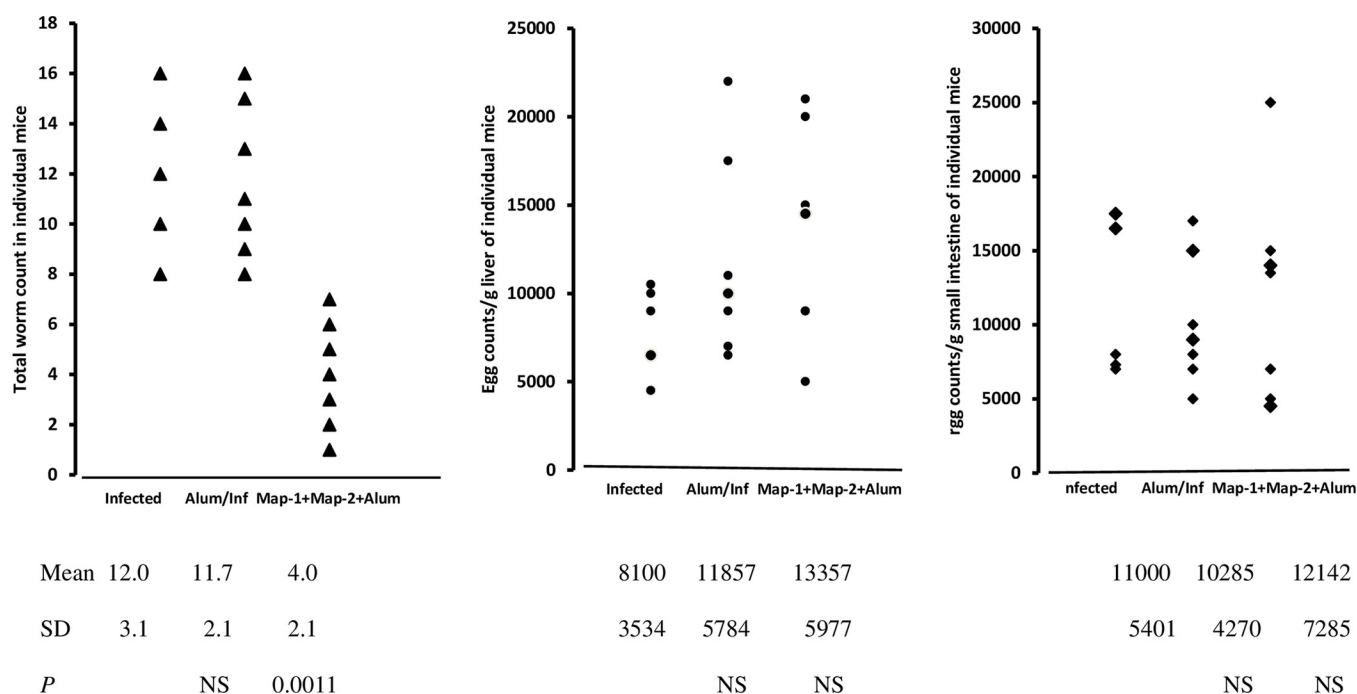 Total worm count in individual mice
18
16
14
12
10
8
6
4
2
0
Infected Alum/Inf Map-1+Map-2+Alum
Egg counts/g liver of individual mice
25000
20000
15000
10000
5000
0
Infected Alum/Inf Map-1+Map-2+Alum
rgg counts/g small intestine of individual mice
30000
25000
20000
15000
10000
5000
0
nfected Alum/Inf Map-1+Map-2+Alum
Mean 12.0 11.7 4.0 8100 11857 13357 11000 10285 12142
SD 3.1 2.1 2.1 3534 5784 5977 5401 4270 7285
P NS 0.0011 NS NS NS NS